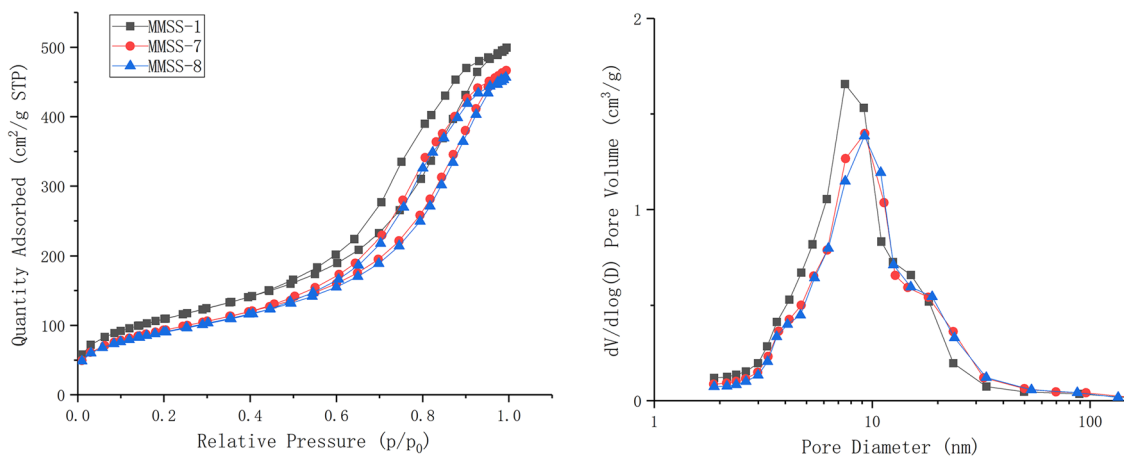 MMSS-1
MMSS-7
MMSS-8
500
400
300
200
100
0
0.0 0.2 0.4 0.6 0.8 1.0
Quantity Adsorbed (cm²/g STP)
Relative Pressure (p/p₀)
2
1
0
1 10 100
dV/dlog(D) Pore Volume (cm³/g)
Pore Diameter (nm)